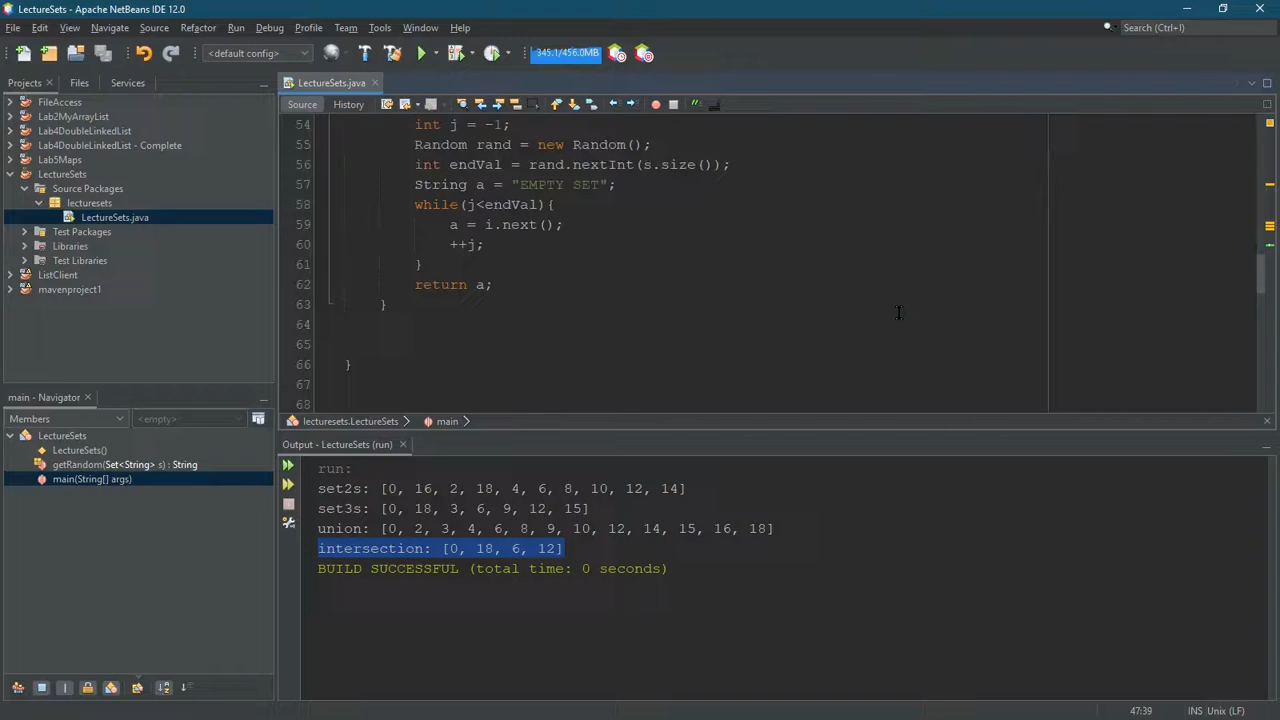 LectureSets - Apache NetBeans IDE 12.0
File Edit View Navigate Source Refactor Run Debug Profile Team Tools Window Help
Search (Ctrl+I)
<default config>
345.1/456.0MB
Projects Files Services
FileAccess
Lab2MyArrayList
Lab4DoubleLinkedList
Lab4DoubleLinkedList - Complete
Lab5Maps
LectureSets
Source Packages
lecturesets
LectureSets.java
Test Packages
Libraries
Test Libraries
ListClient
mavenproject1
main - Navigator
Members
<empty>
LectureSets
LectureSets()
getRandom(Set<String> s) : String
main(String[] args)
LectureSets.java
Source History
54 int j = -1;
55 Random rand = new Random();
56 int endVal = rand.nextInt(s.size());
57 String a = "EMPTY SET";
58 while(j<endVal){
59 a = i.next();
60 ++j;
61 }
62 return a;
63 }
64
65
66 }
67
68
lecturesets.LectureSets main
Output - LectureSets (run)
run:
set2s: [0, 16, 2, 18, 4, 6, 8, 10, 12, 14]
set3s: [0, 18, 3, 6, 9, 12, 15]
union: [0, 2, 3, 4, 6, 8, 9, 10, 12, 14, 15, 16, 18]
intersection: [0, 18, 6, 12]
BUILD SUCCESSFUL (total time: 0 seconds)
47:39 INS Unix (LF)